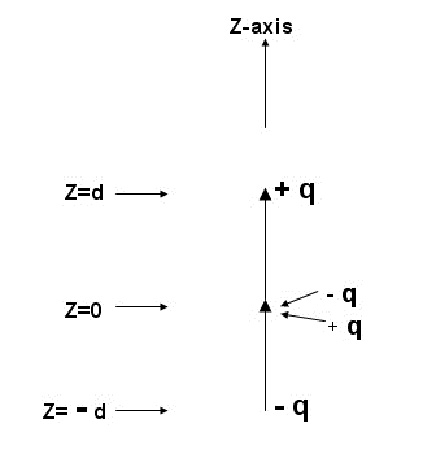 Z-axis
Z=d
+ q
- q
Z=0
+ q
Z= - d
- q